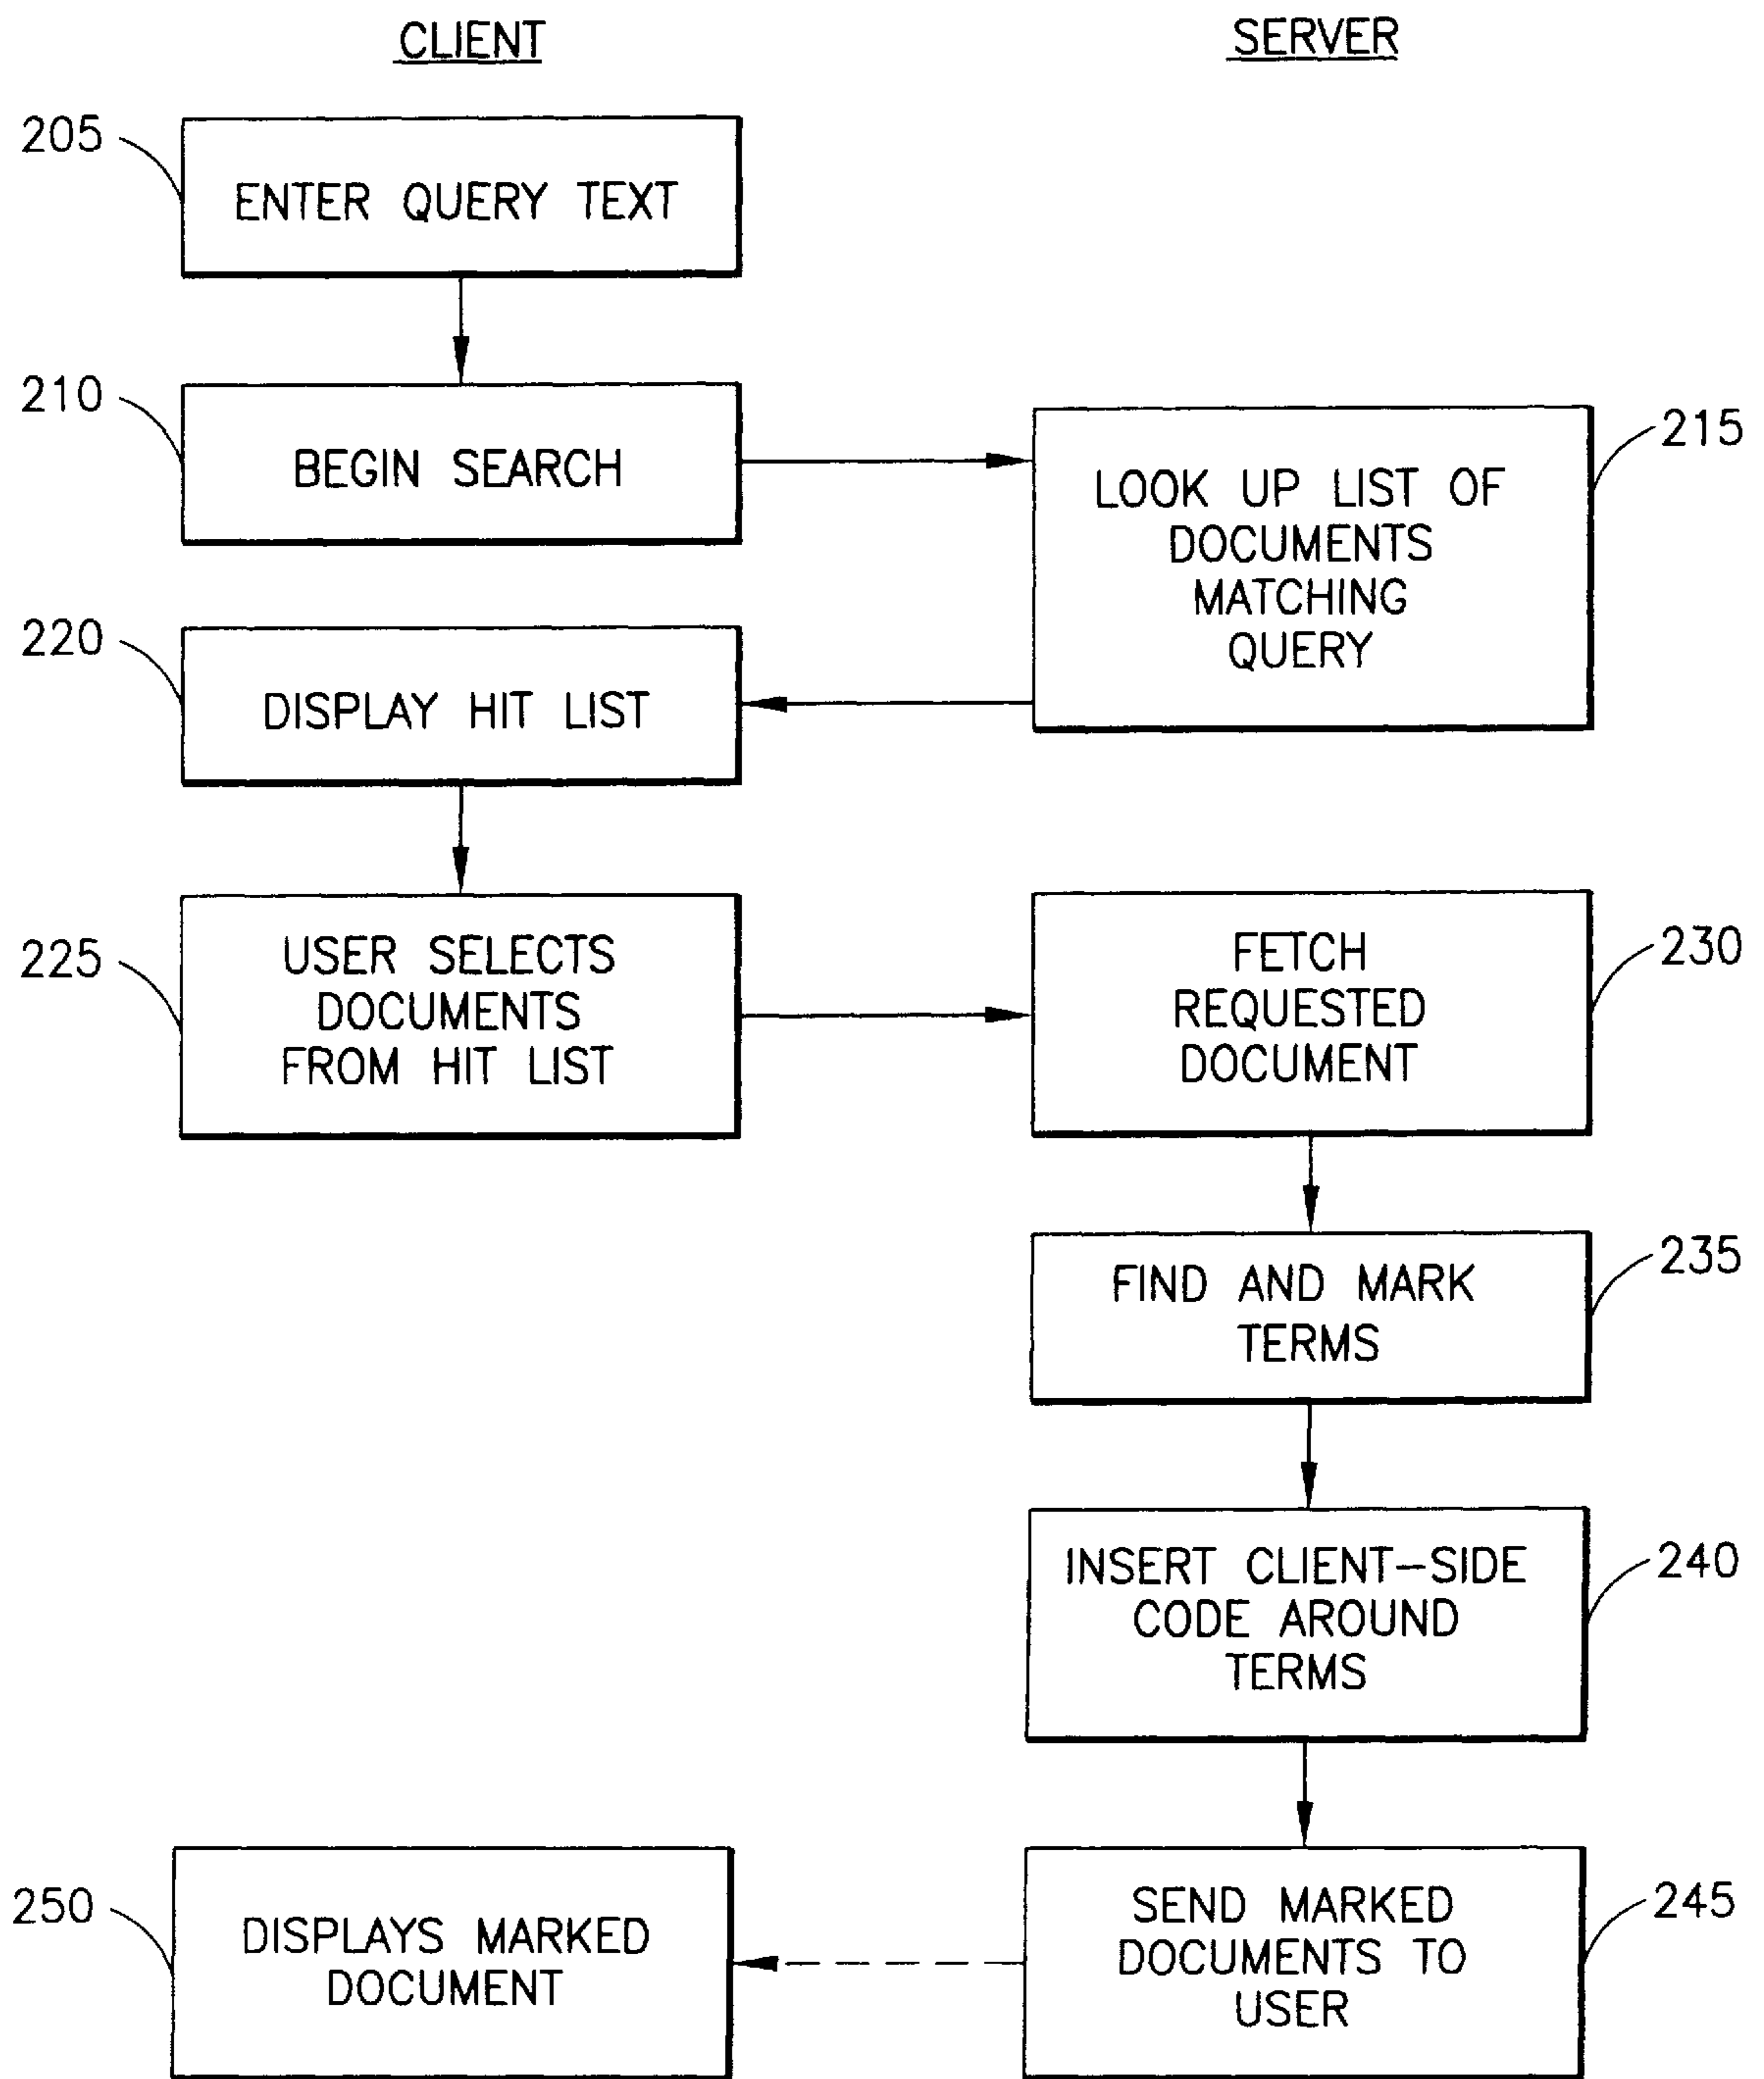 CLIENT
SERVER
205
ENTER QUERY TEXT
210
BEGIN SEARCH
215
LOOK UP LIST OF
DOCUMENTS
MATCHING
QUERY
220
DISPLAY HIT LIST
225
USER SELECTS
DOCUMENTS
FROM HIT LIST
230
FETCH
REQUESTED
DOCUMENT
235
FIND AND MARK
TERMS
240
INSERT CLIENT-SIDE
CODE AROUND
TERMS
245
SEND MARKED
DOCUMENTS TO
USER
250
DISPLAYS MARKED
DOCUMENT